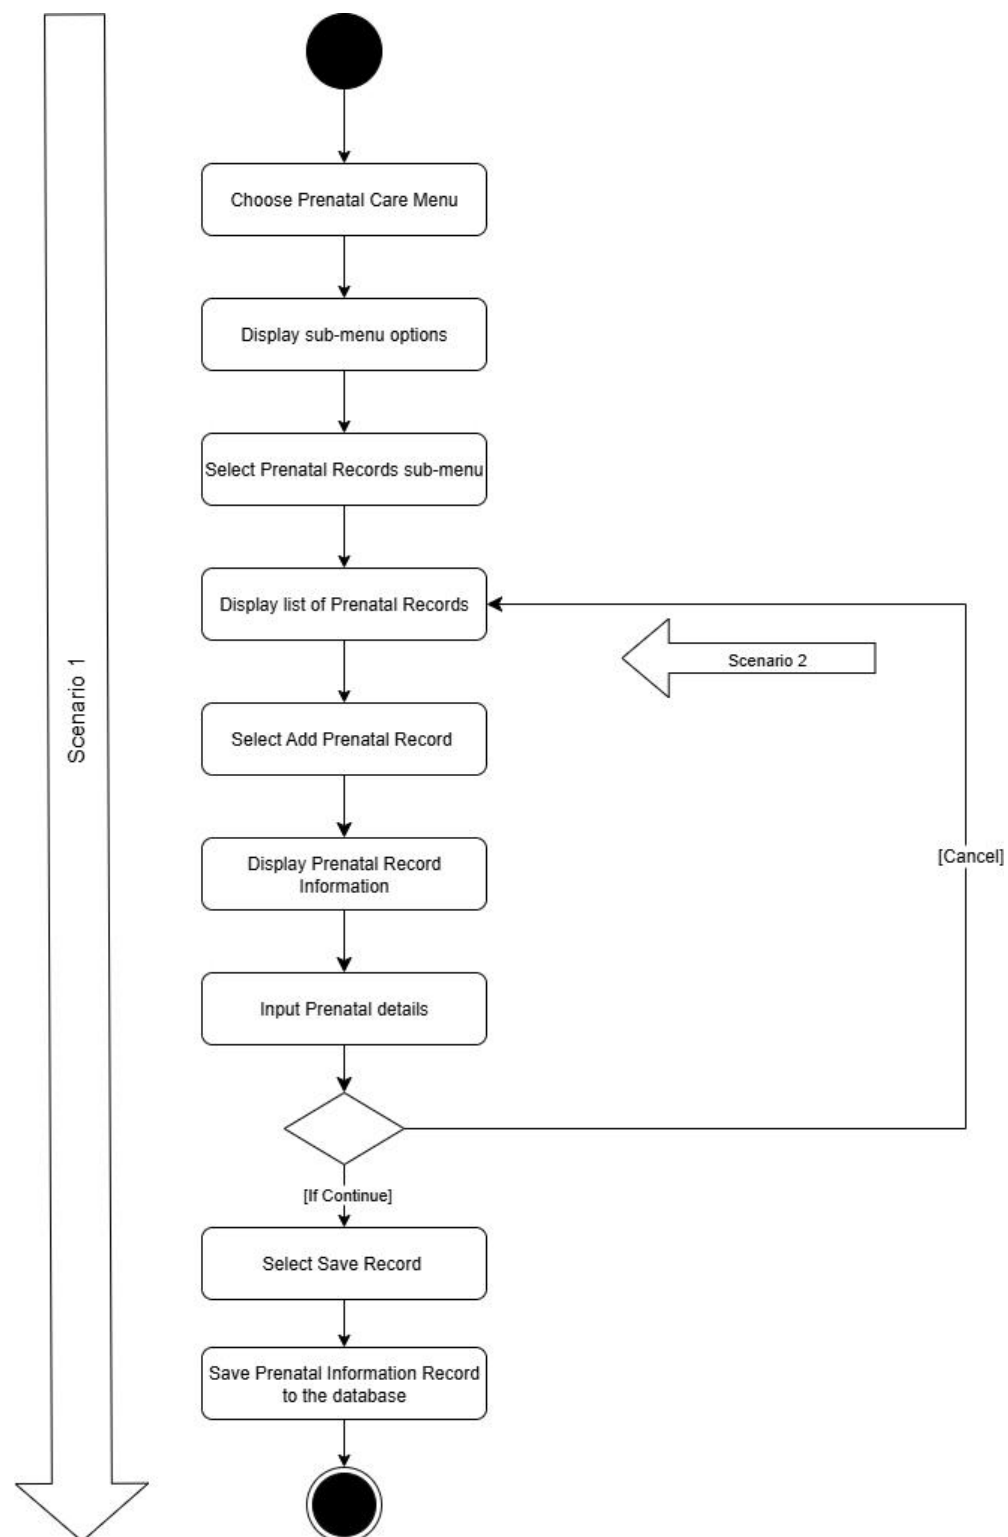 Choose Prenatal Care Menu
Display sub-menu options
Select Prenatal Records sub-menu
Display list of Prenatal Records
Scenario 2
Scenario 1
Select Add Prenatal Record
Display Prenatal Record
Information
[Cancel]
Input Prenatal details
[If Continue]
Select Save Record
Save Prenatal Information Record
to the database